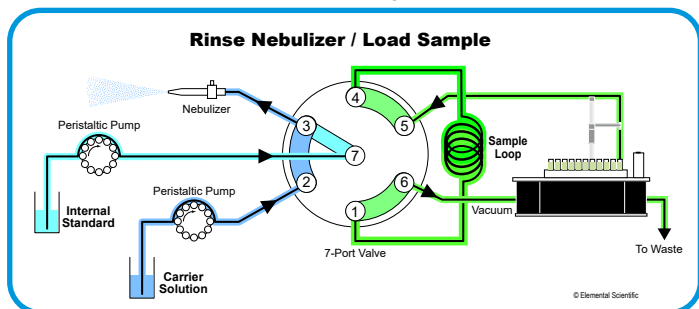 Rinse Nebulizer / Load Sample
Nebulizer
Peristaltic Pump
4
3
5
7
Sample
Loop
Peristaltic Pump
2
6
1
Internal
Standard
Vacuum
To Waste
7-Port Valve
Carrier
Solution
© Elemental Scientific